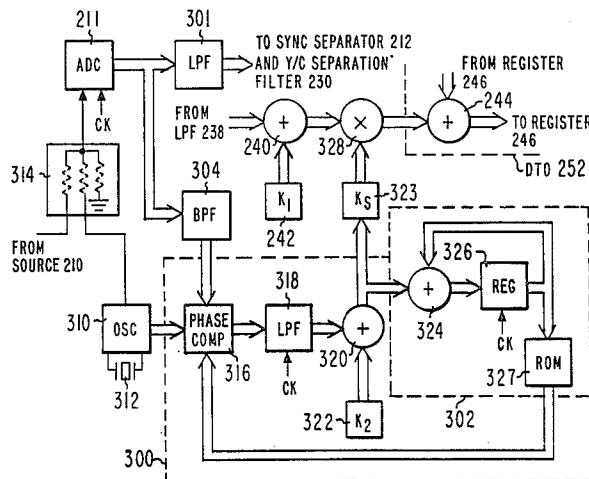 211
301
ADC
LPF
TO SYNC SEPARATOR 212
AND Y/C SEPARATION
FILTER 230
FROM REGISTER
246
CK
FROM
LPF 238
+
240
×
328
+
244
TO REGISTER
246
DTO 252
314
304
BPF
K1
242
KS
323
FROM
SOURCE 210
326
REG
+
324
CK
310
OSC
312
PHASE
COMP
316
318
LPF
CK
+
320
ROM
327
322
K2
302
300